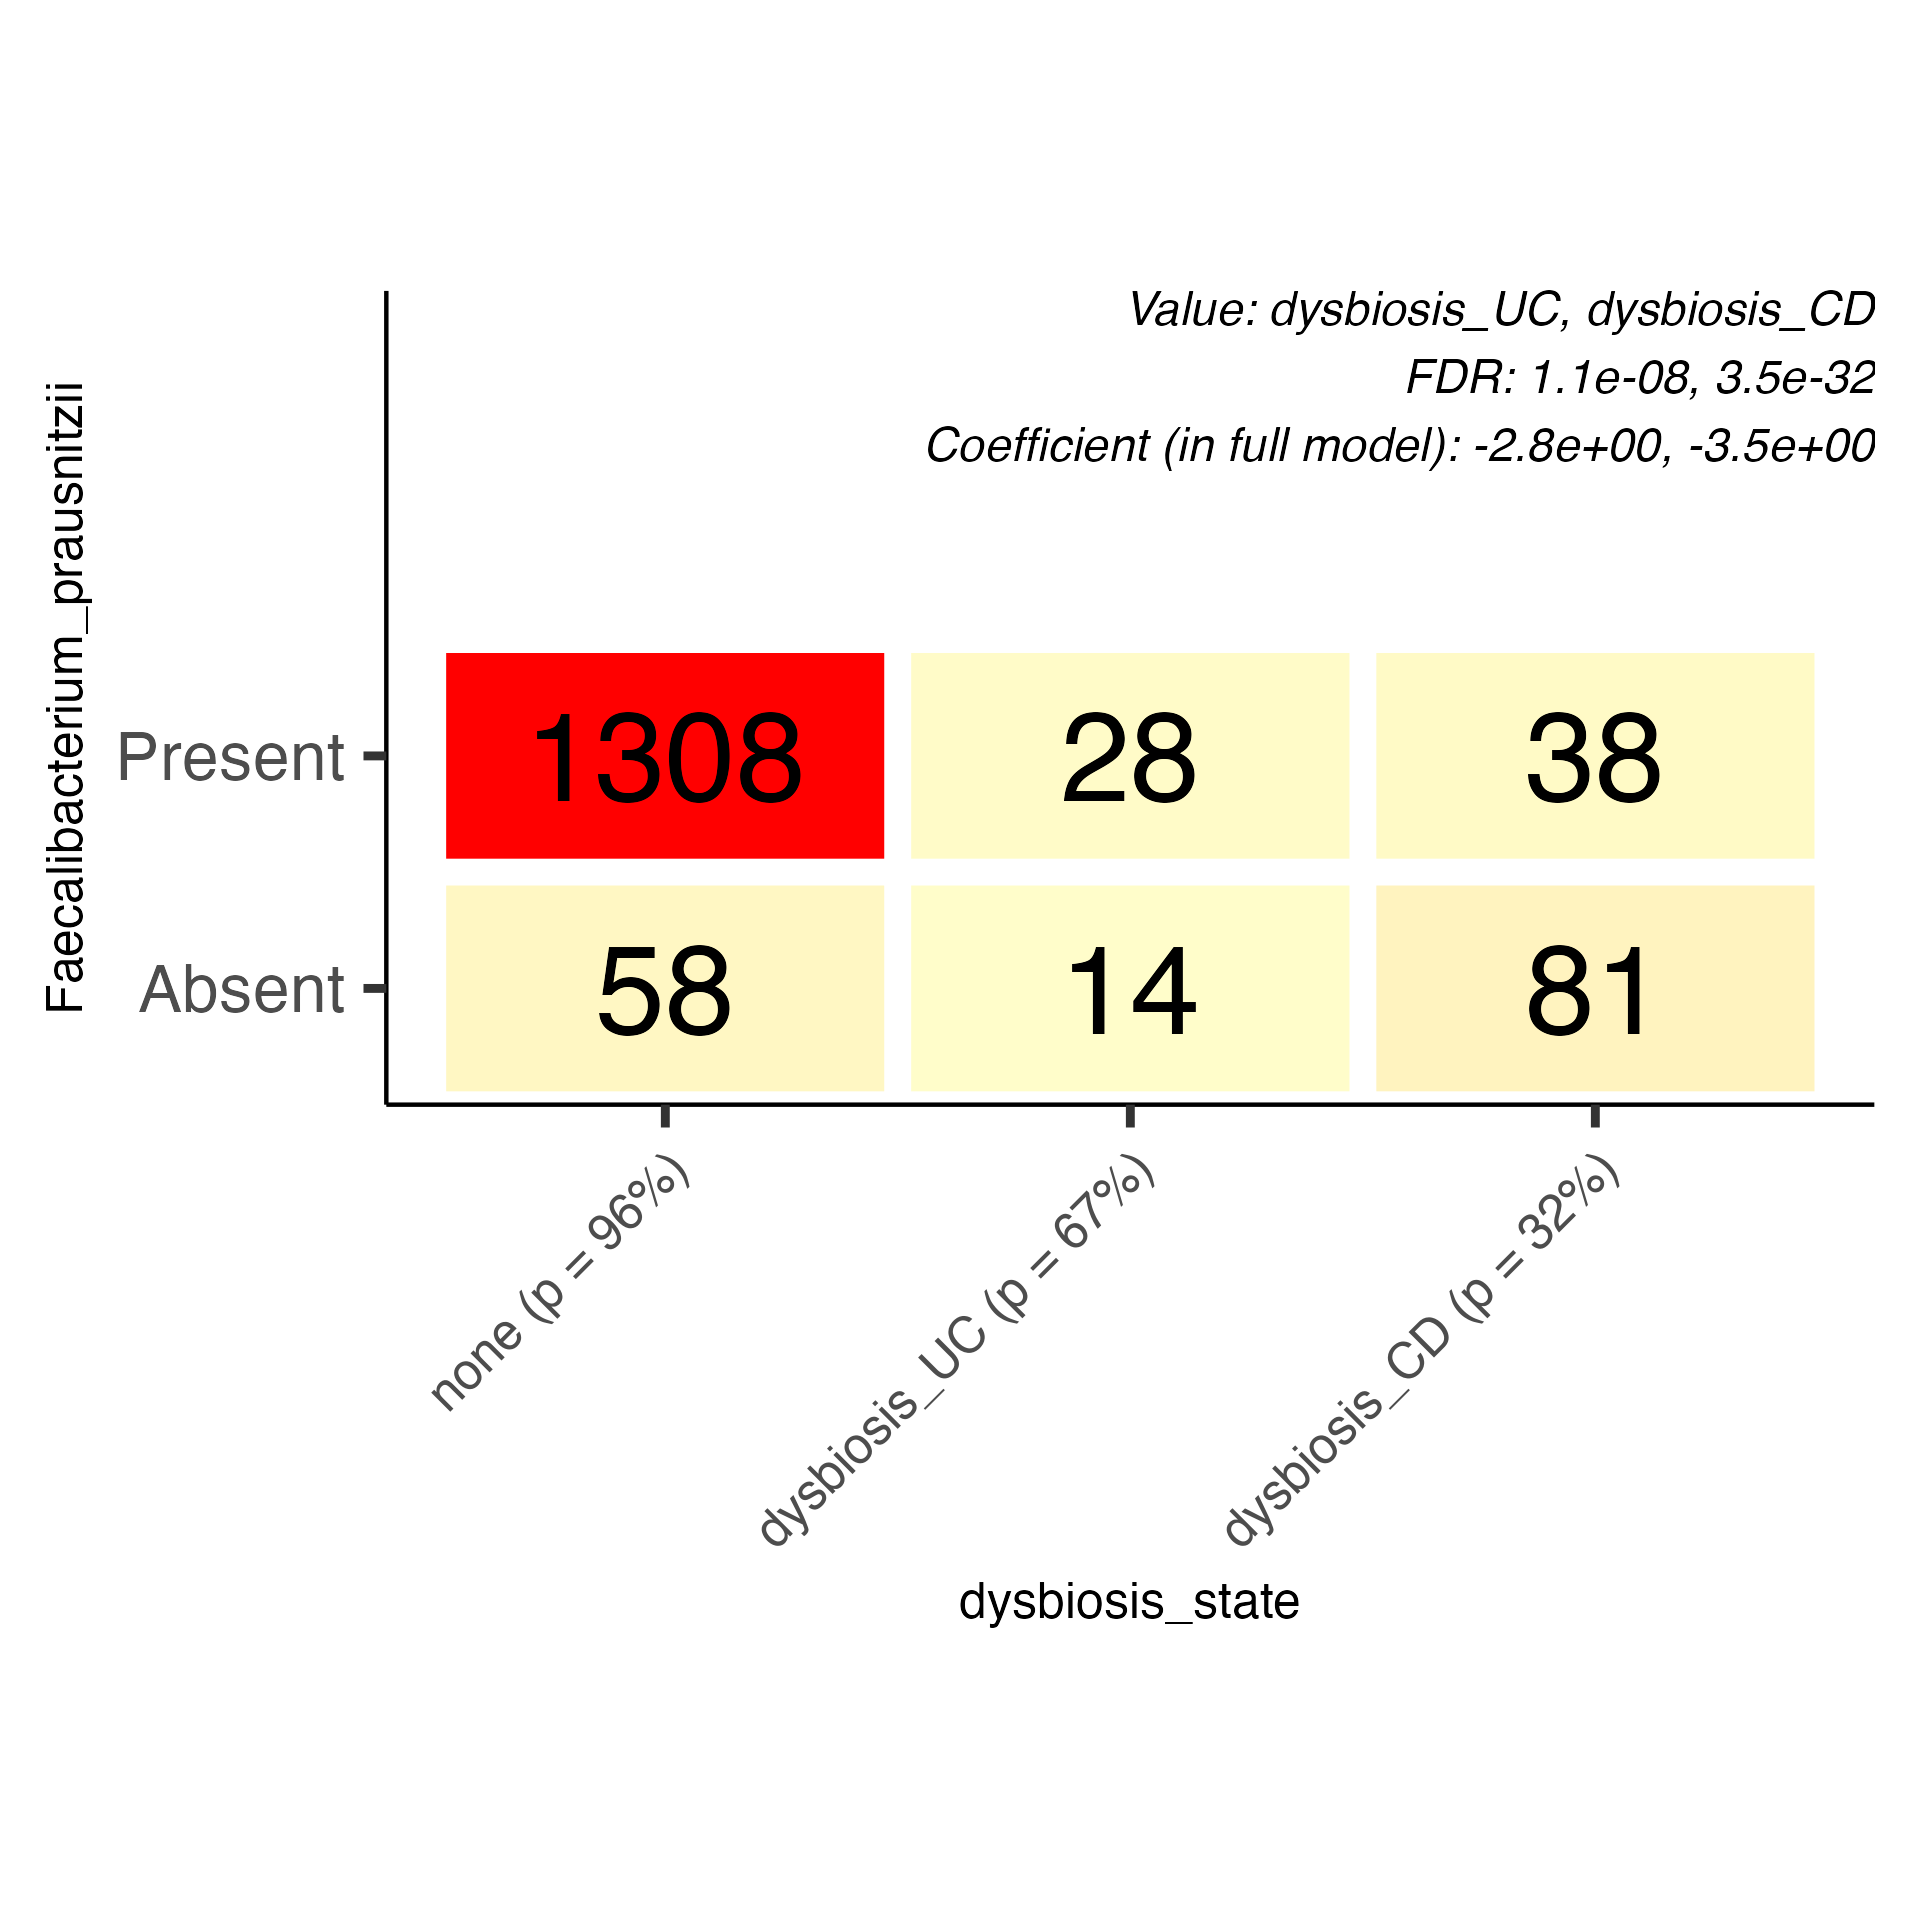 Value: dysbiosis_UC, dysbiosis_CD
FDR: 1.1e-08, 3.5e-32
Coefficient (in full model): -2.8e+00, -3.5e+00
Faecalibacterium_prausnitzii
Present
1308
28
38
Absent
58
14
81
none (p = 96%)
dysbiosis_UC (p = 67%)
dysbiosis_CD (p = 32%)
dysbiosis_state